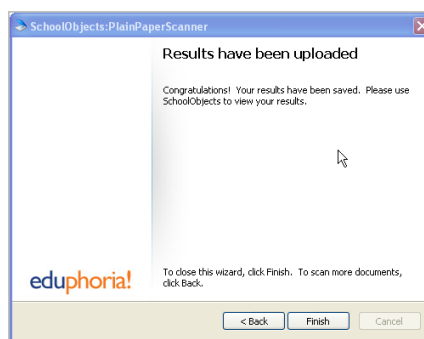 SchoolObjects:PlainPaperScanner
Results have been uploaded
Congratulations! Your results have been saved. Please use
SchoolObjects to view your results.
eduphoria!
To close this wizard, click Finish. To scan more documents,
click Back.
< Back Finish Cancel